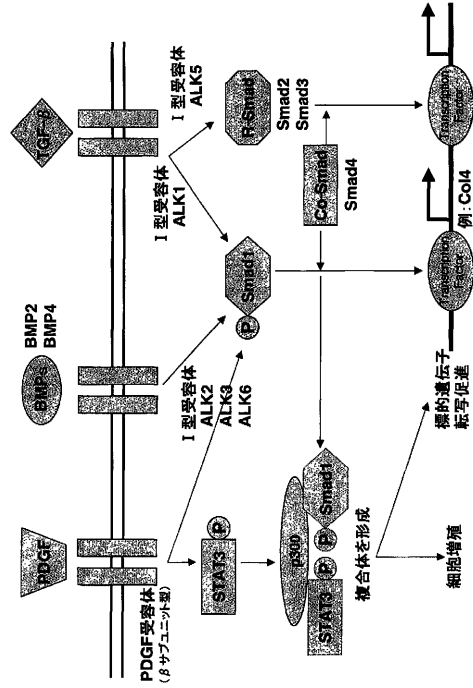 PDGF
PDGF受容体
(βサブユニット型)
BMPs
BMP2
BMP4
TGF-β
Ⅰ型受容体
ALK2
ALK3
ALK6
Ⅰ型受容体
ALK1
Ⅰ型受容体
ALK5
STAT3
P
P
Smad1
R-Smad
Smad2
Smad3
Co-Smad
Smad4
p300
STAT3
P
P
Smad1
複合体を形成
細胞増殖
標的遺伝子
転写促進
Transcription
Factor
例:Col4
Transcription
Factor